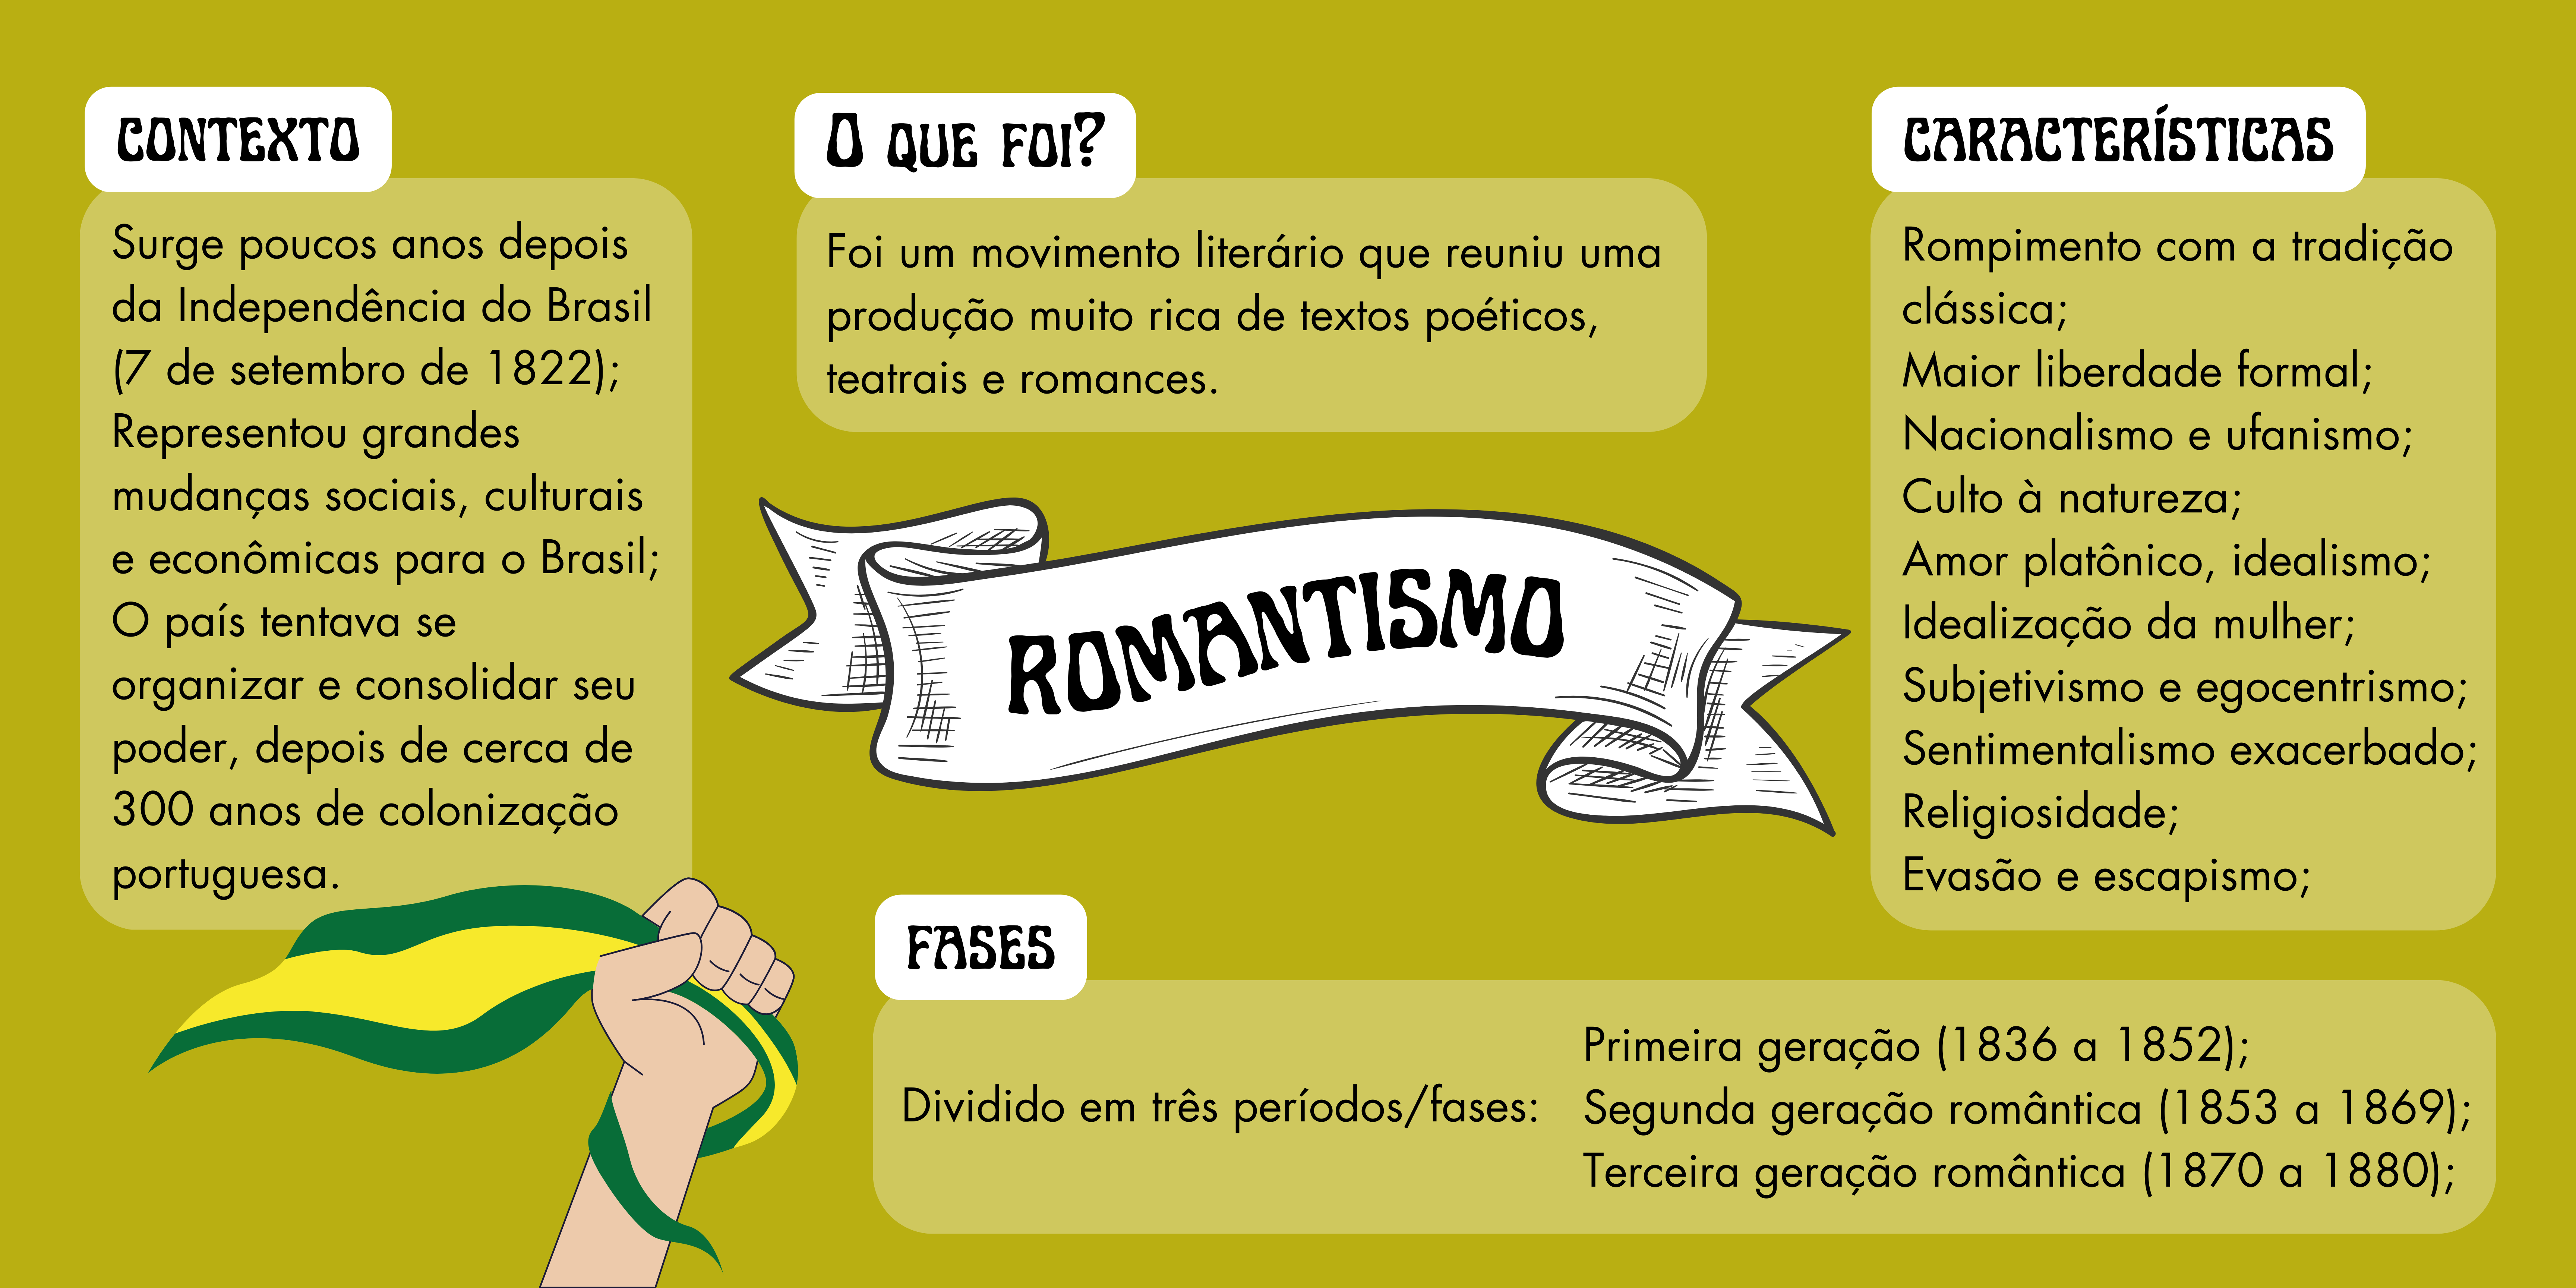 CONTEXTO
Surge poucos anos depois
da Independência do Brasil
(7 de setembro de 1822);
Representou grandes
mudanças sociais, culturais
e econômicas para o Brasil;
O país tentava se
organizar e consolidar seu
poder, depois de cerca de
300 anos de colonização
portuguesa.
O QUE FOI?
Foi um movimento literário que reuniu uma
produção muito rica de textos poéticos,
teatrais e romances.
ROMANTISMO
CARACTERÍSTICAS
Rompimento com a tradição
clássica;
Maior liberdade formal;
Nacionalismo e ufanismo;
Culto à natureza;
Amor platônico, idealismo;
Idealização da mulher;
Subjetivismo e egocentrismo;
Sentimentalismo exacerbado;
Religiosidade;
Evasão e escapismo;
FASES
Dividido em três períodos/fases:
Primeira geração (1836 a 1852);
Segunda geração romântica (1853 a 1869);
Terceira geração romântica (1870 a 1880);